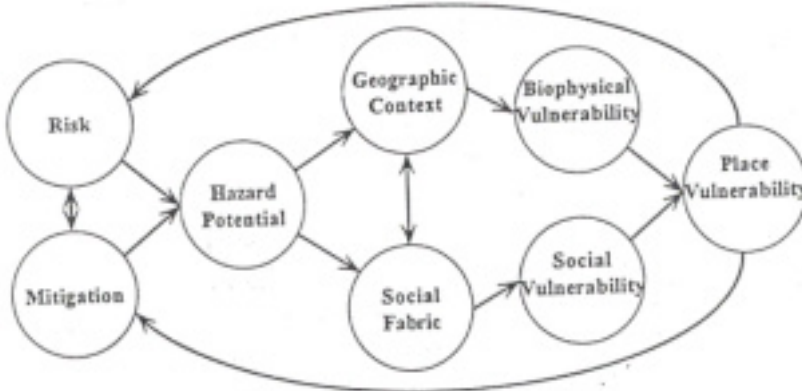 Risk
Mitigation
Hazard
Potential
Geographic
Context
Social
Fabric
Biophysical
Vulnerability
Social
Vulnerability
Place
Vulnerability